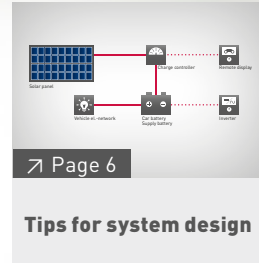 Charge controller
Remote display
Solar panel
Vehicle el.-network
Car battery
Supply battery
Inverter
Page 6
Tips for system design